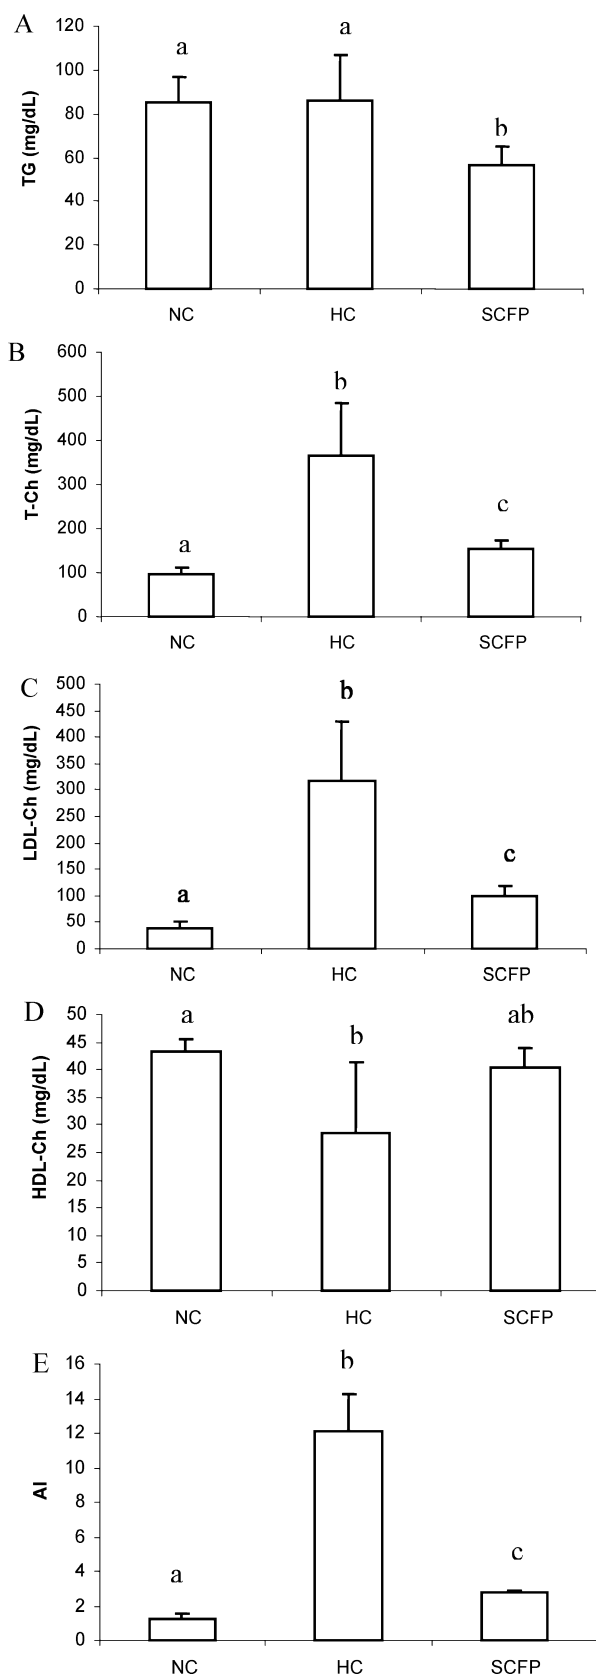 A
120
100
80
60
40
20
0
TG (mg/dL)
a
a
b
NC HC SCFP
B
600
500
400
300
200
100
0
T-Ch (mg/dL)
a
b
c
NC HC SCFP
C
500
450
400
350
300
250
200
150
100
50
0
LDL-Ch (mg/dL)
a
b
c
NC HC SCFP
D
50
45
40
35
30
25
20
15
10
5
0
HDL-Ch (mg/dL)
a
b
ab
NC HC SCFP
E
16
14
12
10
8
6
4
2
0
AI
a
b
c
NC HC SCFP